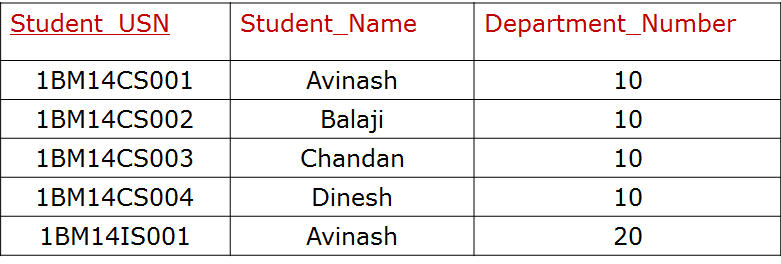 Student_USN Student_Name Department_Number
1BM14CS001 Avinash 10
1BM14CS002 Balaji 10
1BM14CS003 Chandan 10
1BM14CS004 Dinesh 10
1BM14IS001 Avinash 20